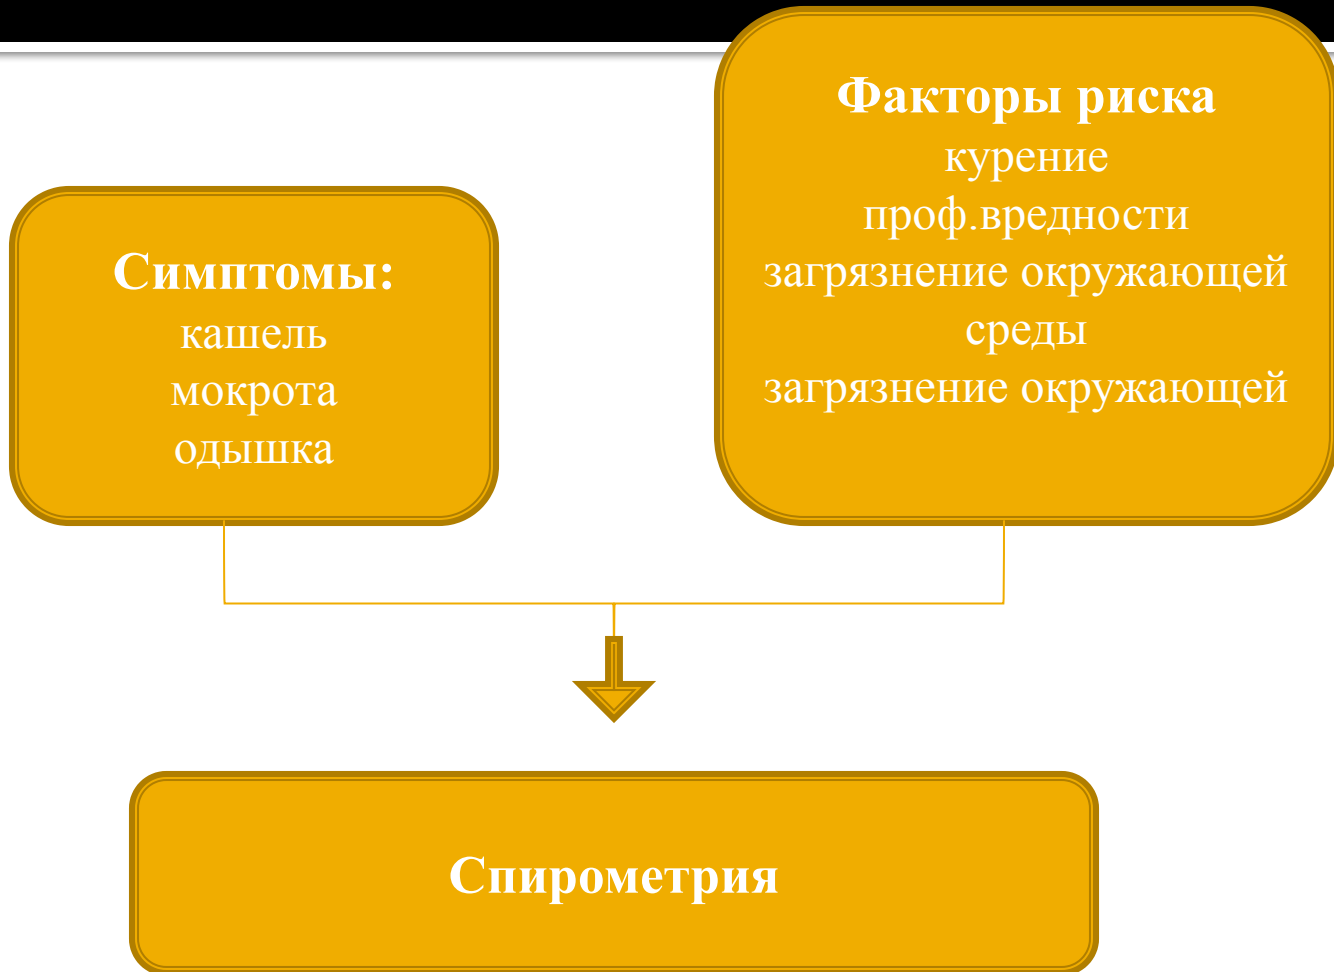 Факторы риска
курение
проф.вредности
загрязнение окружающей
среды
загрязнение окружающей
Симптомы:
кашель
мокрота
одышка
Спирометрия